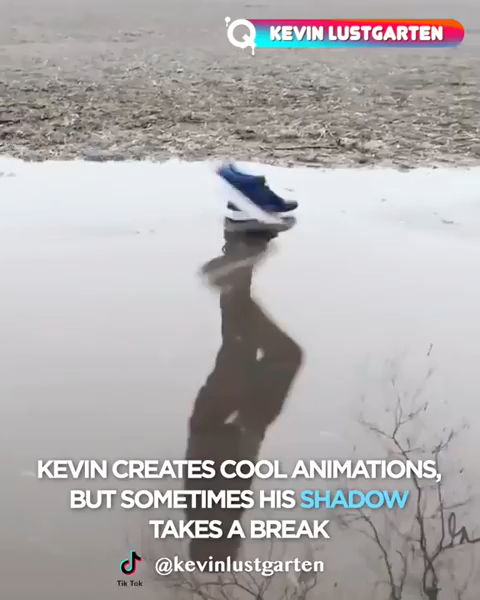 Q KEVIN LUSTGARTEN
KEVIN CREATES COOL ANIMATIONS,
BUT SOMETIMES HIS SHADOW
TAKES A BREAK
Tik Tok
@kevinlustgarten